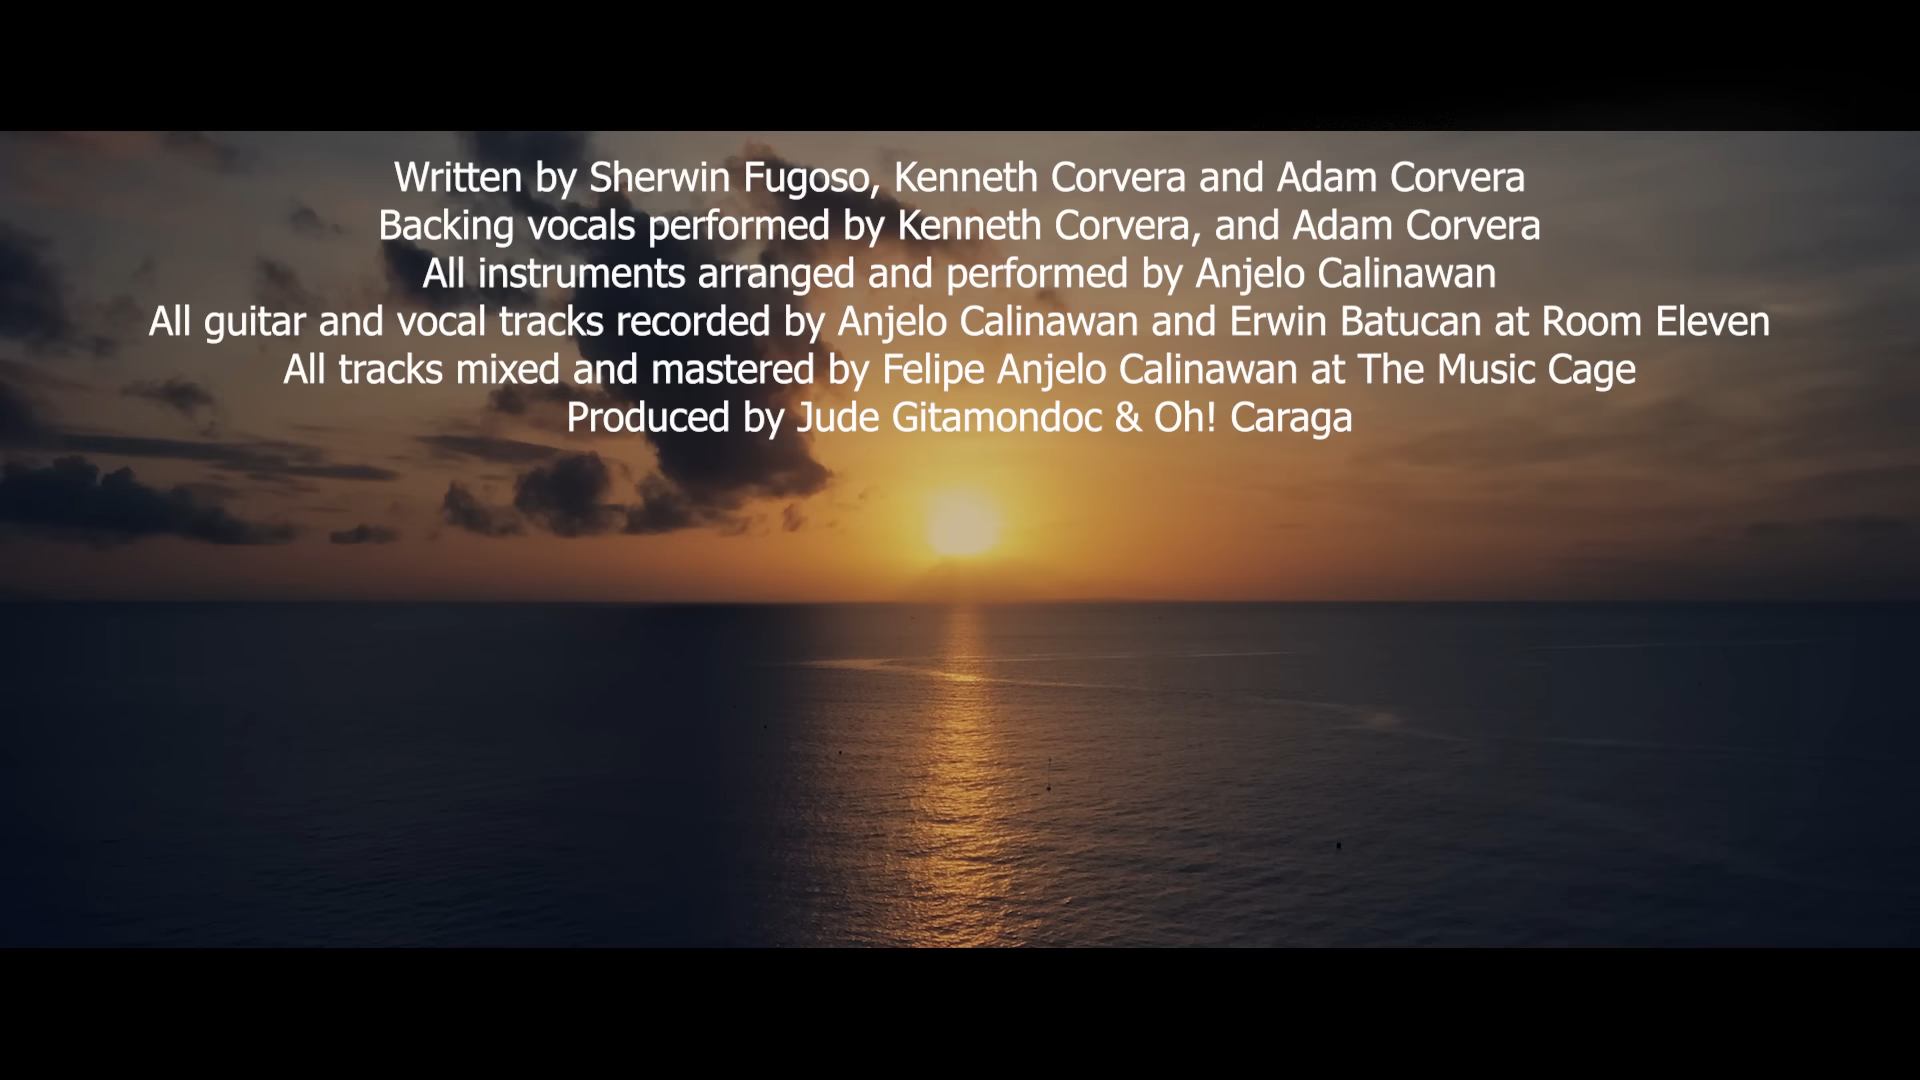 Written by Sherwin Fugoso, Kenneth Corvera and Adam Corvera
Backing vocals performed by Kenneth Corvera, and Adam Corvera
All instruments arranged and performed by Anjelo Calinawan
All guitar and vocal tracks recorded by Anjelo Calinawan and Erwin Batucan at Room Eleven
All tracks mixed and mastered by Felipe Anjelo Calinawan at The Music Cage
Produced by Jude Gitamondoc & Oh! Caraga